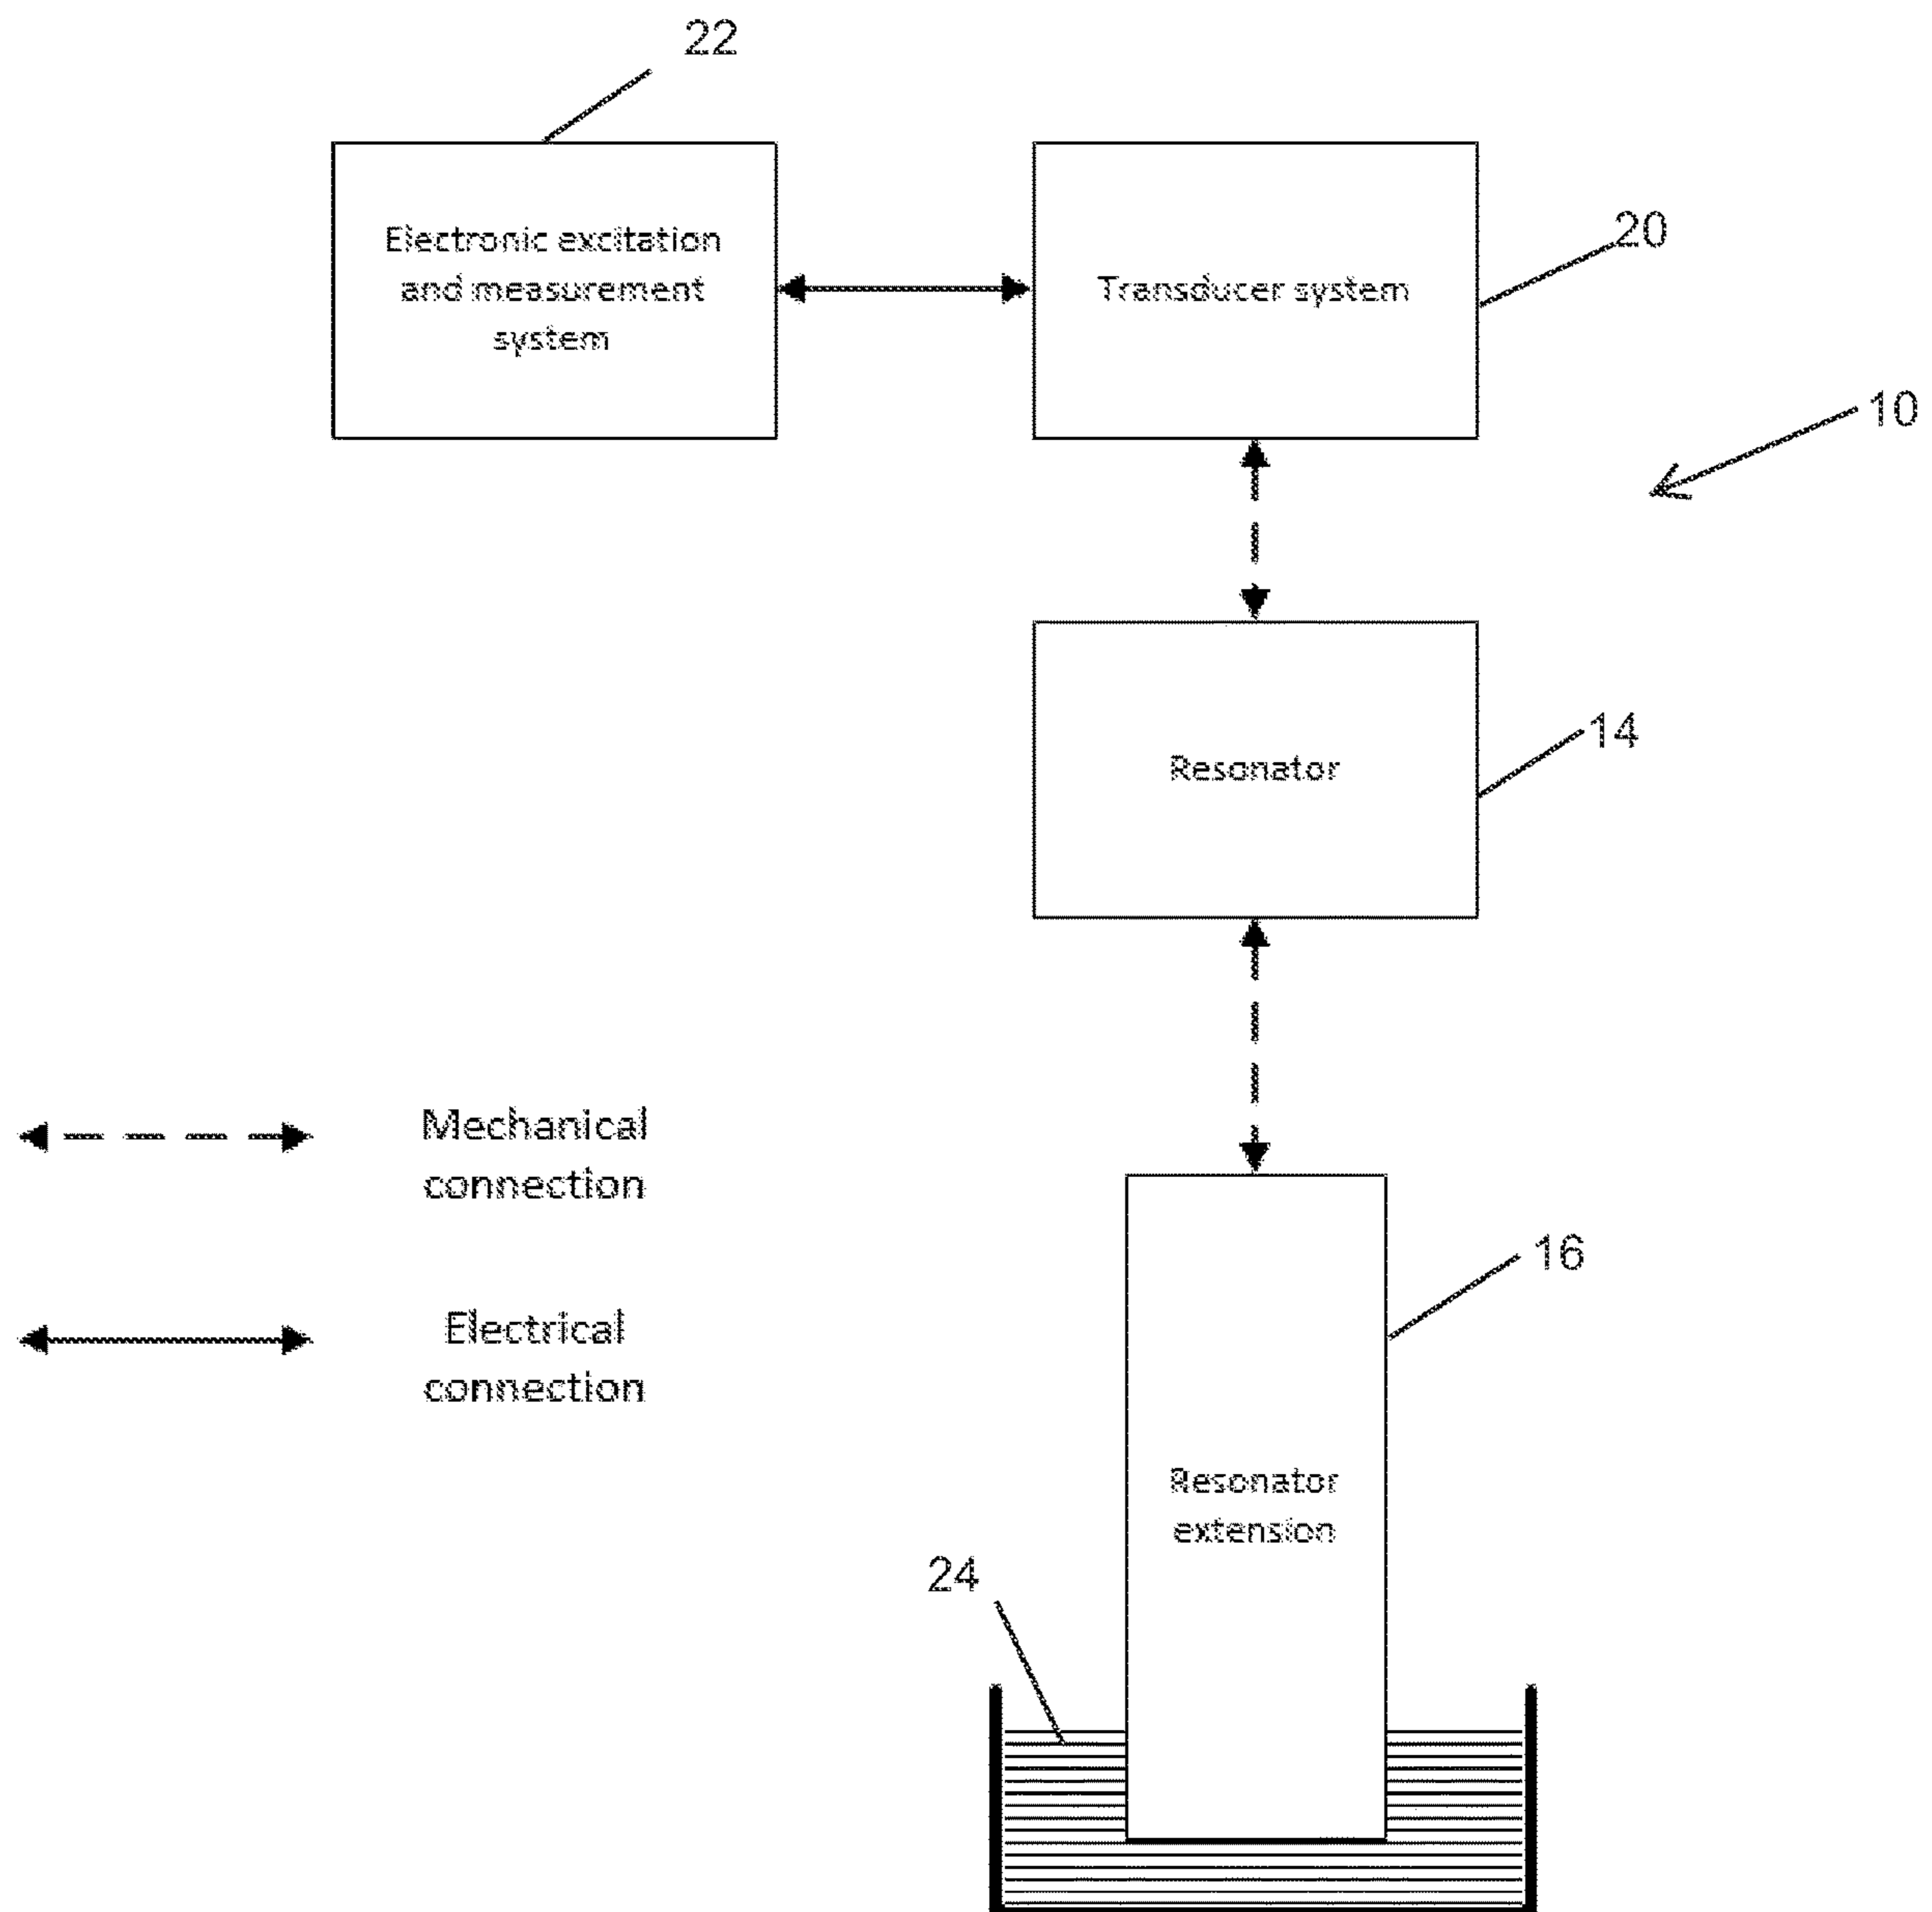 22
Electronic excitation
and measurement
system
Transducer system
20
10
Resonator
14
Mechanical
connection
Electrical
connection
16
Resonator
extension
24